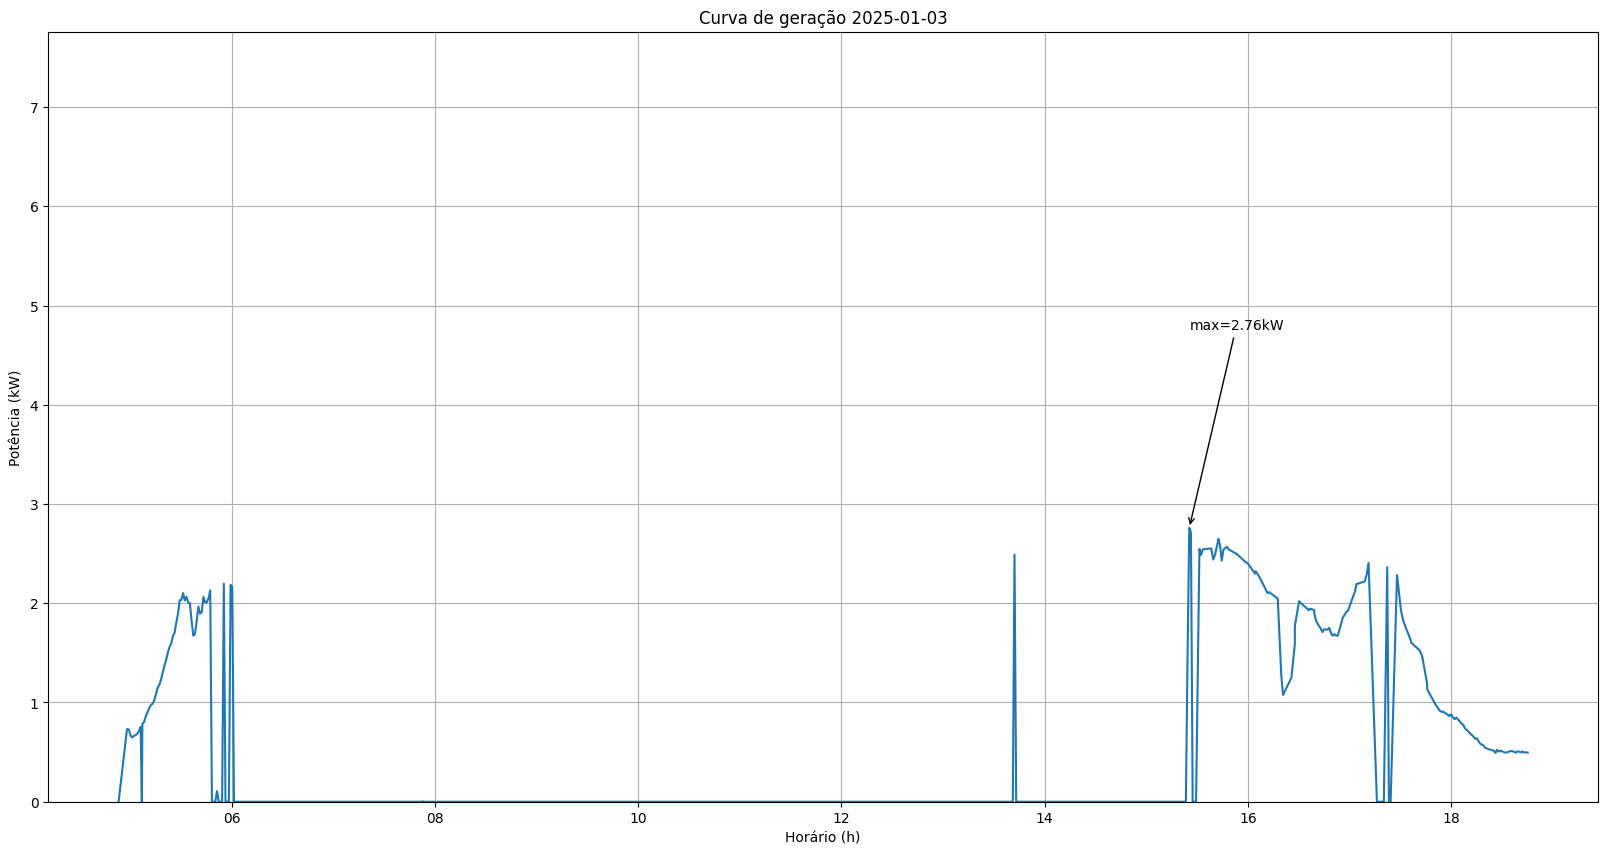 Curva de geração 2025-01-03
7
6
5
4
3
2
1
0
Potência (kW)
max=2.76kW
06 08 10 12 14 16 18
Horário (h)